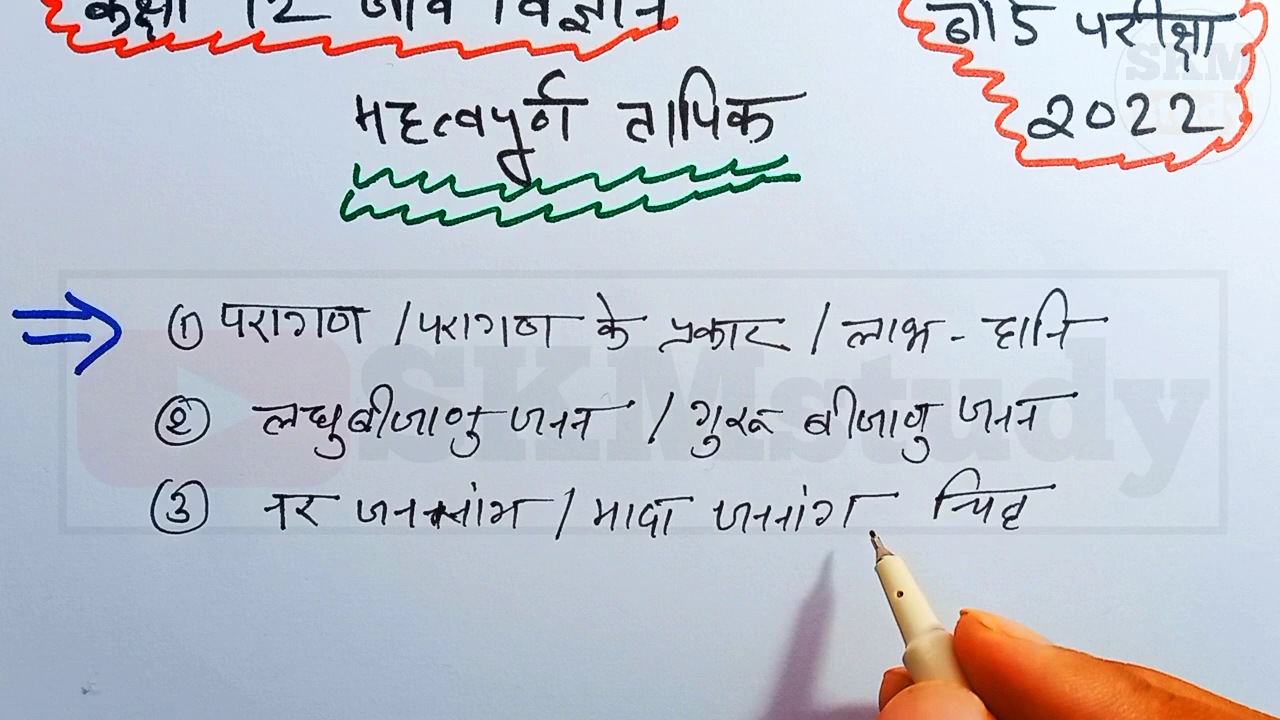 कक्षा 12 जीव विज्ञान
बोर्ड परीक्षा
2022
महत्वपूर्ण तापिक
① परागण / परागण के प्रकार / लाभ - हानि
② लघुबीजाणु जनन / गुरु बीजाणु जनन
③ नर जननांग / मादा जननांग चित्र
SKMstudy